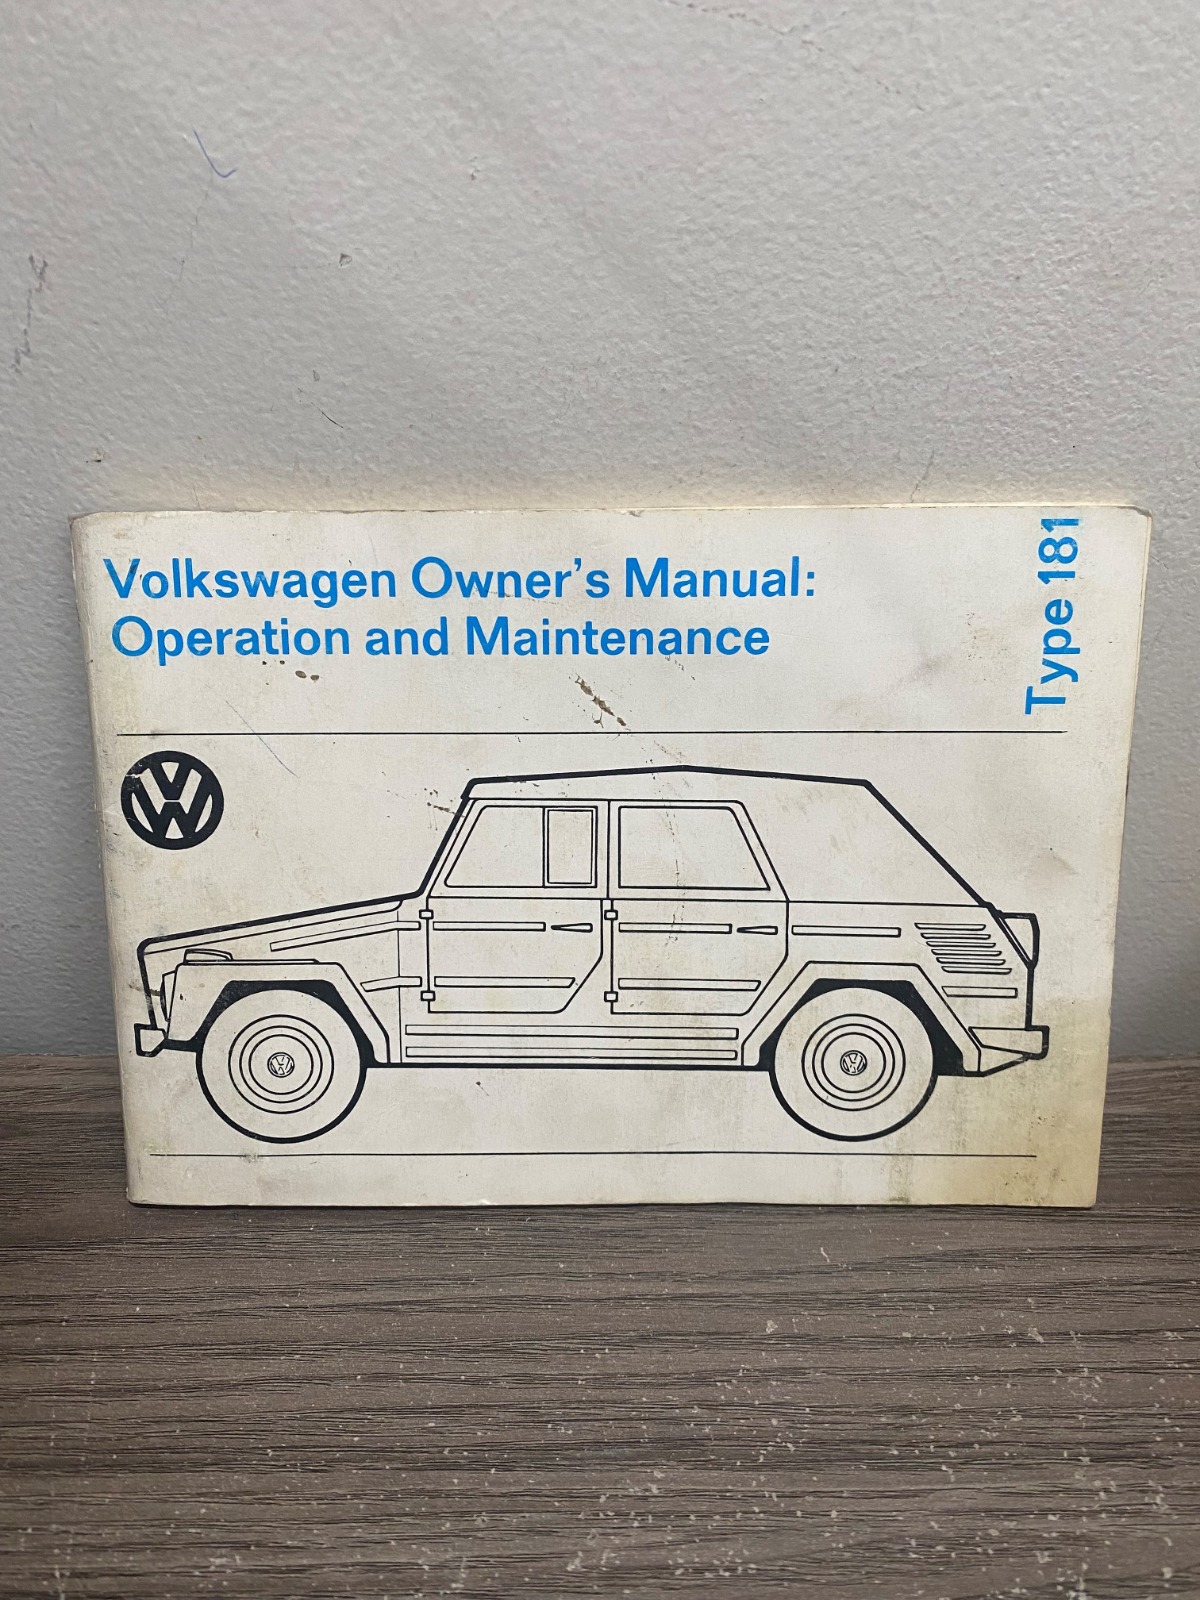 Volkswagen Owner's Manual:
Operation and Maintenance
Type 181